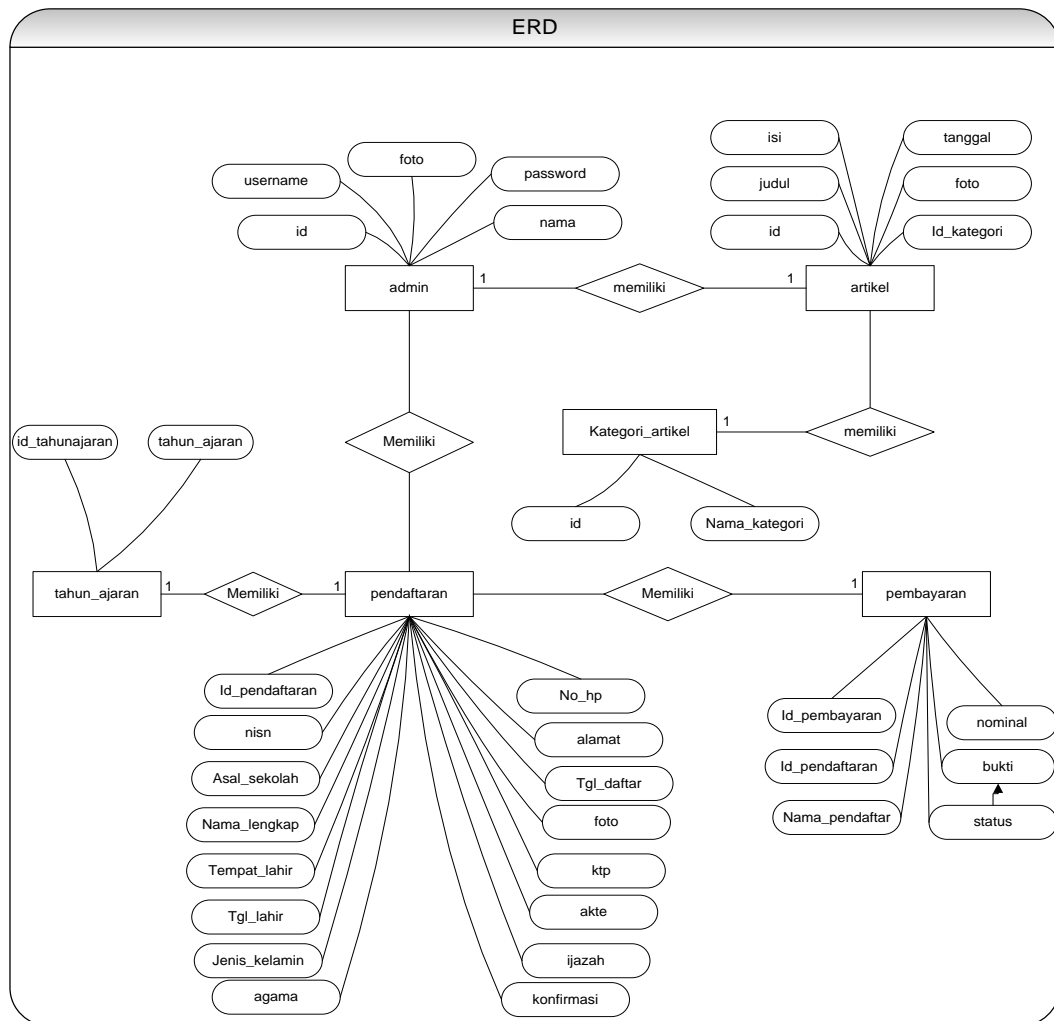 ERD
isi
tanggal
foto
username
password
judul
foto
id
nama
id
Id_kategori
admin
1
memiliki
1
artikel
Memiliki
Kategori_artikel
1
memiliki
id_tahunajaran
tahun_ajaran
id
Nama_kategori
tahun_ajaran
1
Memiliki
1
pendaftaran
Memiliki
1
pembayaran
Id_pendaftaran
No_hp
nisn
alamat
Asal_sekolah
Tgl_daftar
Nama_lengkap
foto
Tempat_lahir
ktp
Tgl_lahir
akte
Jenis_kelamin
ijazah
agama
konfirmasi
Id_pembayaran
nominal
Id_pendaftaran
bukti
Nama_pendaftar
status